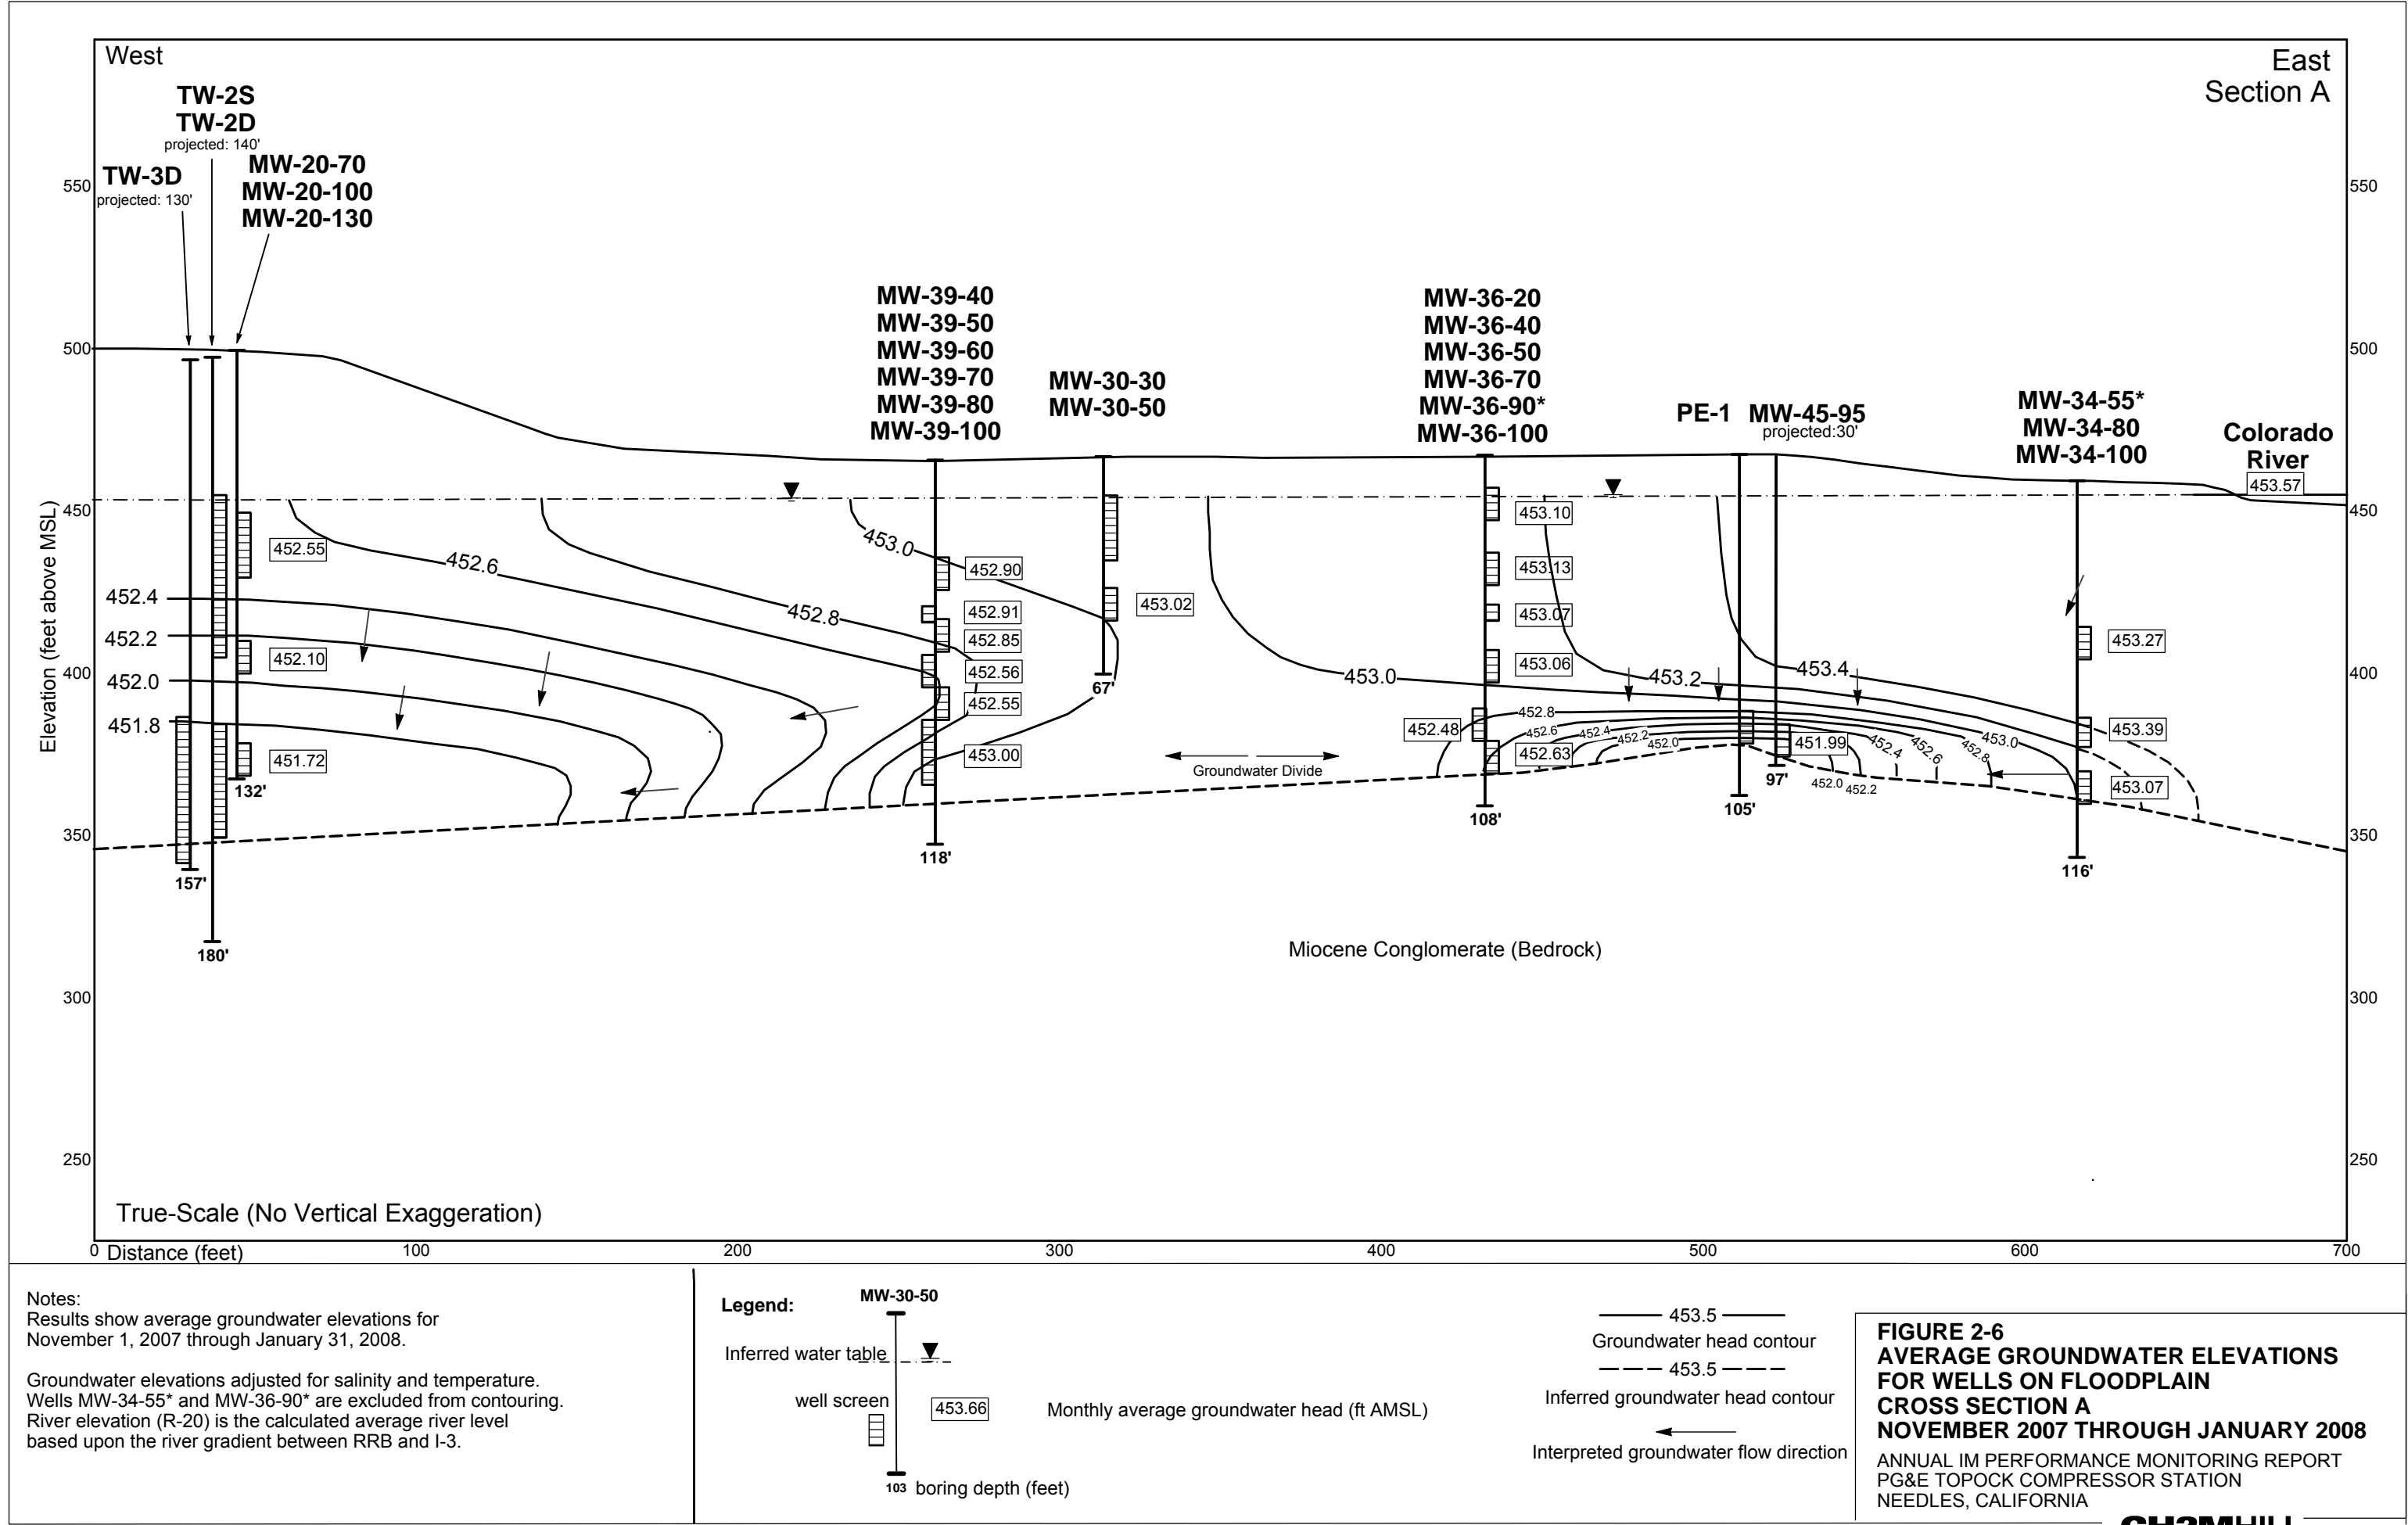 West
East
Section A
TW-2S
TW-2D
projected: 140'
TW-3D
projected: 130'
MW-20-70
MW-20-100
MW-20-130
MW-39-40
MW-39-50
MW-39-60
MW-39-70
MW-39-80
MW-39-100
MW-30-30
MW-30-50
MW-36-20
MW-36-40
MW-36-50
MW-36-70
MW-36-90*
MW-36-100
PE-1
MW-45-95
projected:30'
MW-34-55*
MW-34-80
MW-34-100
Colorado
River
453.57
Elevation (feet above MSL)
550
500
450
400
350
300
250
550
500
450
400
350
300
250
452.4
452.2
452.0
451.8
452.55
452.10
451.72
452.6
452.8
453.0
452.90
452.91
452.85
452.56
452.55
453.00
453.02
453.0
453.10
453.13
453.07
453.06
452.48
452.63
452.8
452.6
452.4
452.2
452.0
453.2
453.4
451.99
452.0
452.2
452.4
452.6
452.8
453.0
453.27
453.39
453.07
Groundwater Divide
157'
180'
132'
118'
67'
108'
105'
97'
116'
Miocene Conglomerate (Bedrock)
True-Scale (No Vertical Exaggeration)
0
Distance (feet)
100
200
300
400
500
600
700
Notes:
Results show average groundwater elevations for
November 1, 2007 through January 31, 2008.
Groundwater elevations adjusted for salinity and temperature.
Wells MW-34-55* and MW-36-90* are excluded from contouring.
River elevation (R-20) is the calculated average river level
based upon the river gradient between RRB and I-3.
Legend:
MW-30-50
Inferred water table
well screen
453.66
Monthly average groundwater head (ft AMSL)
103 boring depth (feet)
453.5
Groundwater head contour
453.5
Inferred groundwater head contour
Interpreted groundwater flow direction
FIGURE 2-6
AVERAGE GROUNDWATER ELEVATIONS
FOR WELLS ON FLOODPLAIN
CROSS SECTION A
NOVEMBER 2007 THROUGH JANUARY 2008
ANNUAL IM PERFORMANCE MONITORING REPORT
PG&E TOPOCK COMPRESSOR STATION
NEEDLES, CALIFORNIA
CH2MHILL